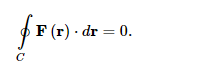 ∮ F (r) · dr = 0.
C